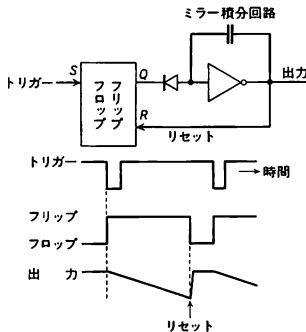 ミラー積分回路
トリガー
S
フリップ
フロップ
Q
R
リセット
出力
トリガー
時間
フリップ
フロップ
出 力
リセット